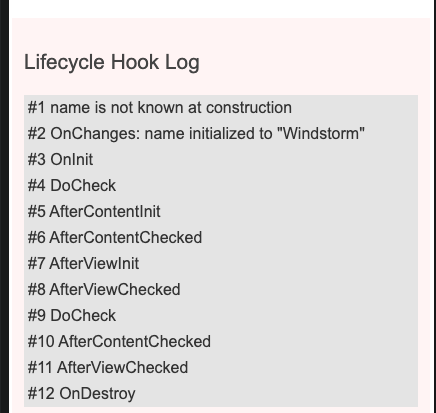 Lifecycle Hook Log
#1 name is not known at construction
#2 OnChanges: name initialized to "Windstorm"
#3 OnInit
#4 DoCheck
#5 AfterContentInit
#6 AfterContentChecked
#7 AfterViewInit
#8 AfterViewChecked
#9 DoCheck
#10 AfterContentChecked
#11 AfterViewChecked
#12 OnDestroy